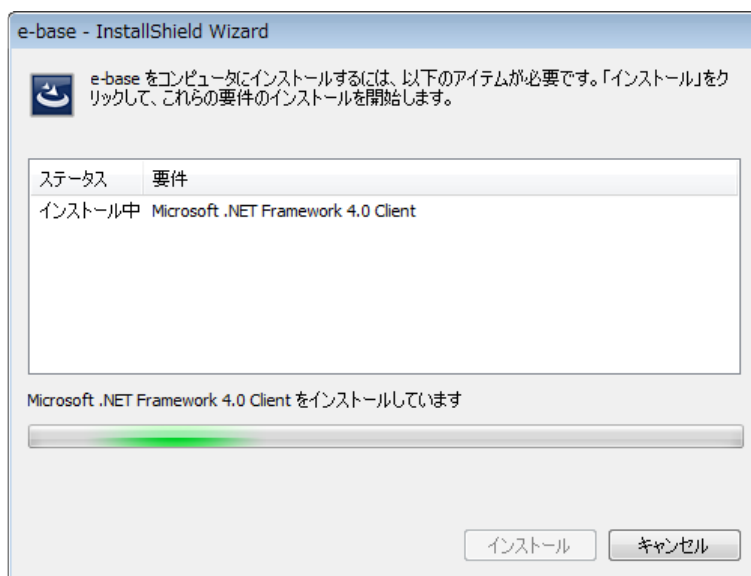 e-base - InstallShield Wizard
e-base をコンピュータにインストールするには、以下のアイテムが必要です。「インストール」をク
リックして、これらの要件のインストールを開始します。
ステータス 要件
インストール中 Microsoft .NET Framework 4.0 Client
Microsoft .NET Framework 4.0 Client をインストールしています
インストール キャンセル